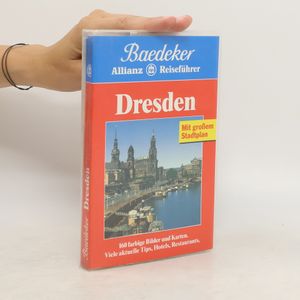 Baedeker
Allianz Reiseführer
Dresden
Mit großem
Stadtplan
160 farbige Bilder und Karten.
Viele aktuelle Tips, Hotels, Restaurants.
Baedeker Dresden